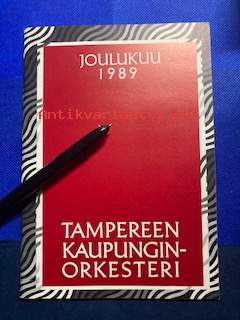 JOULUKUU
1989
TAMPEREEN
KAUPUNGIN-
ORKESTERI